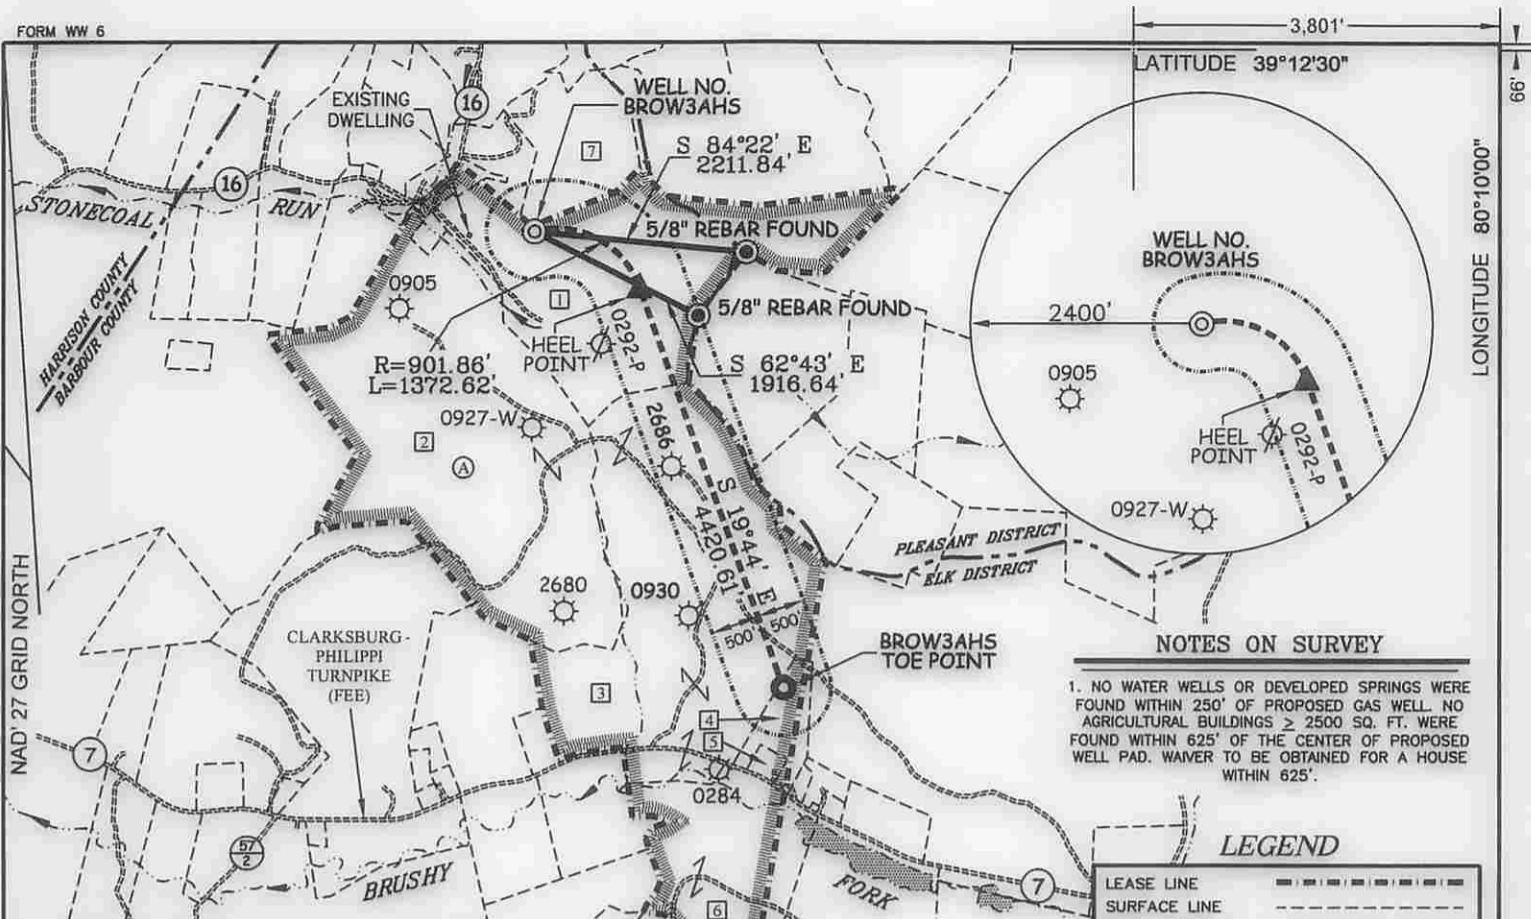 FORM WW 6
3,801'
LATITUDE 39°12'30"
66'
LONGITUDE 80°10'00"
WELL NO.
BROW3AHS
EXISTING
DWELLING
16
7
S 84°22' E
2211.84'
16
STONECOAL RUN
5/8" REBAR FOUND
5/8" REBAR FOUND
HARRISON COUNTY
BARBOUR COUNTY
0905
1
HEEL
POINT
0292-P
R=901.86'
L=1372.62'
S 62°43' E
1916.64'
0927-W
2
A
2686
S 19°44' E
4420.61'
WELL NO.
BROW3AHS
2400'
0905
HEEL
POINT
0292-P
0927-W
PLEASANT DISTRICT
ELK DISTRICT
NAD'27 GRID NORTH
2680
0930
500'
500'
BROW3AHS
TOE POINT
CLARKSBURG-
PHILIPPI
TURNPIKE
(FEE)
3
4
5
7
0284
57
2
BRUSHY FORK
6
7
NOTES ON SURVEY
1. NO WATER WELLS OR DEVELOPED SPRINGS WERE
FOUND WITHIN 250' OF PROPOSED GAS WELL. NO
AGRICULTURAL BUILDINGS ≥ 2500 SQ. FT. WERE
FOUND WITHIN 625' OF THE CENTER OF PROPOSED
WELL PAD. WAIVER TO BE OBTAINED FOR A HOUSE
WITHIN 625'.
LEGEND
LEASE LINE
SURFACE LINE